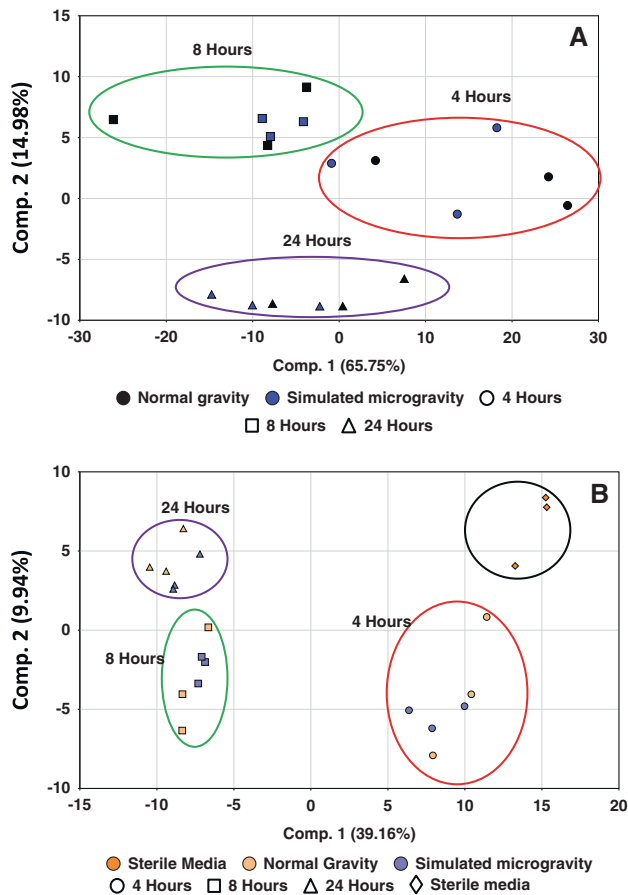 A
15
10
5
0
-5
-10
8 Hours
4 Hours
24 Hours
Comp. 2 (14.98%)
-30 -20 -10 0 10 20 30
Comp. 1 (65.75%)
Normal gravity Simulated microgravity 4 Hours
8 Hours 24 Hours
B
10
5
0
-5
-10
24 Hours
4 Hours
8 Hours
Comp. 2 (9.94%)
-15 -10 -5 0 5 10 15 20
Comp. 1 (39.16%)
Sterile Media Normal Gravity Simulated microgravity
4 Hours 8 Hours 24 Hours Sterile media